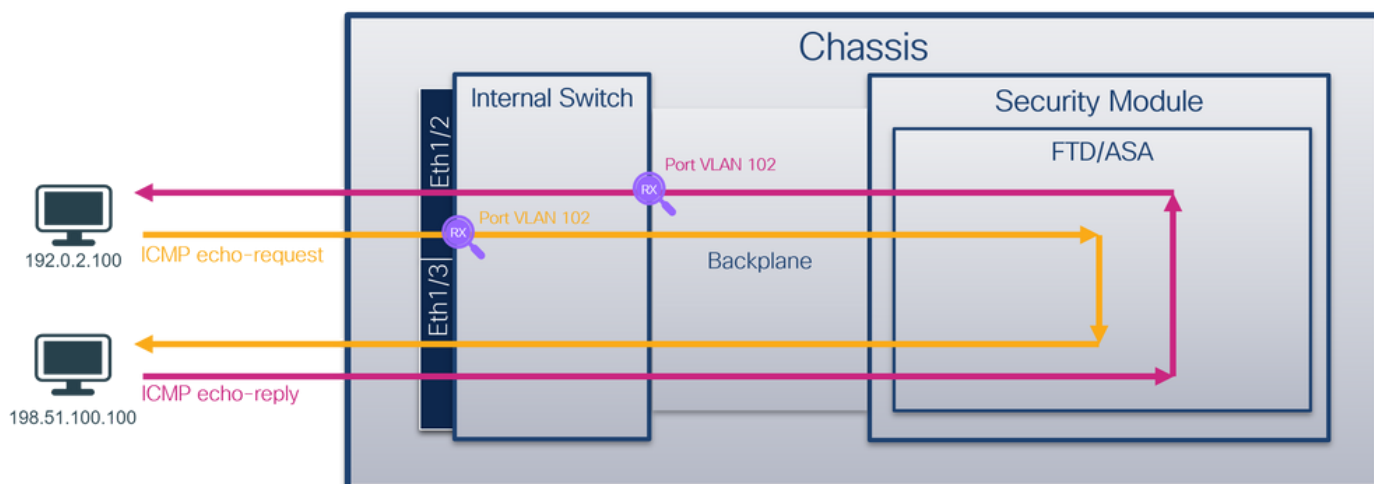 Chassis
Internal Switch
Security Module
FTD/ASA
Eth1/2
Port VLAN 102
RX
Port VLAN 102
RX
192.0.2.100
ICMP echo-request
Backplane
Eth1/3
ICMP echo-reply
198.51.100.100